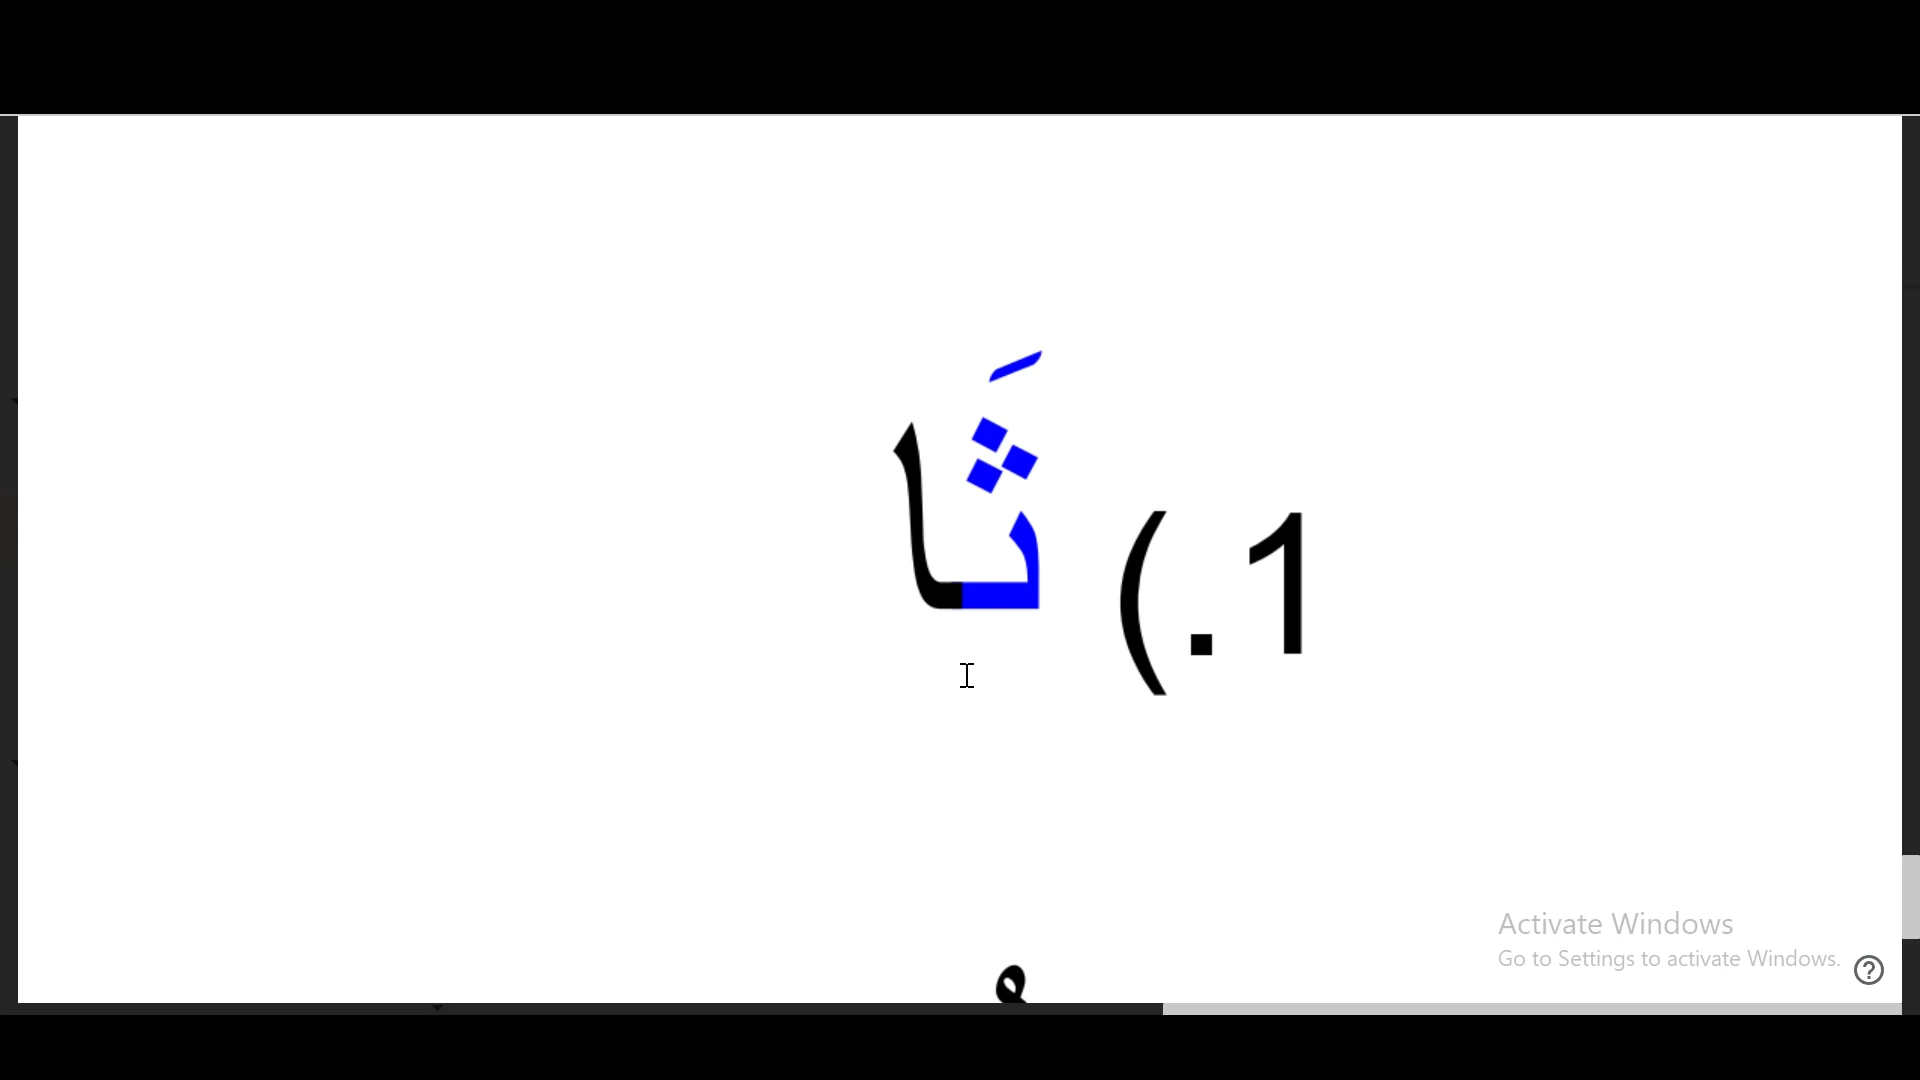 1.) ثَا
Activate Windows
Go to Settings to activate Windows.